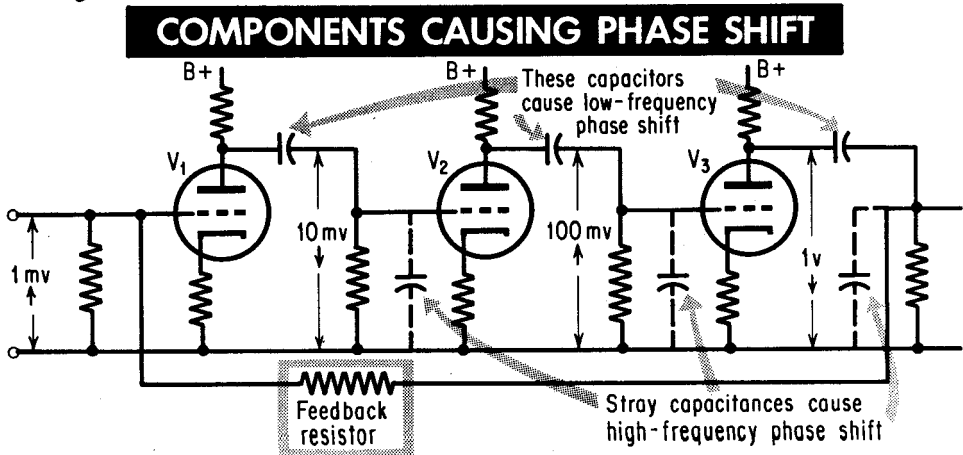 COMPONENTS CAUSING PHASE SHIFT
B+
B+
B+
These capacitors
cause low-frequency
phase shift
V1
V2
V3
1 mv
10 mv
100 mv
1v
Feedback
resistor
Stray capacitances cause
high-frequency phase shift